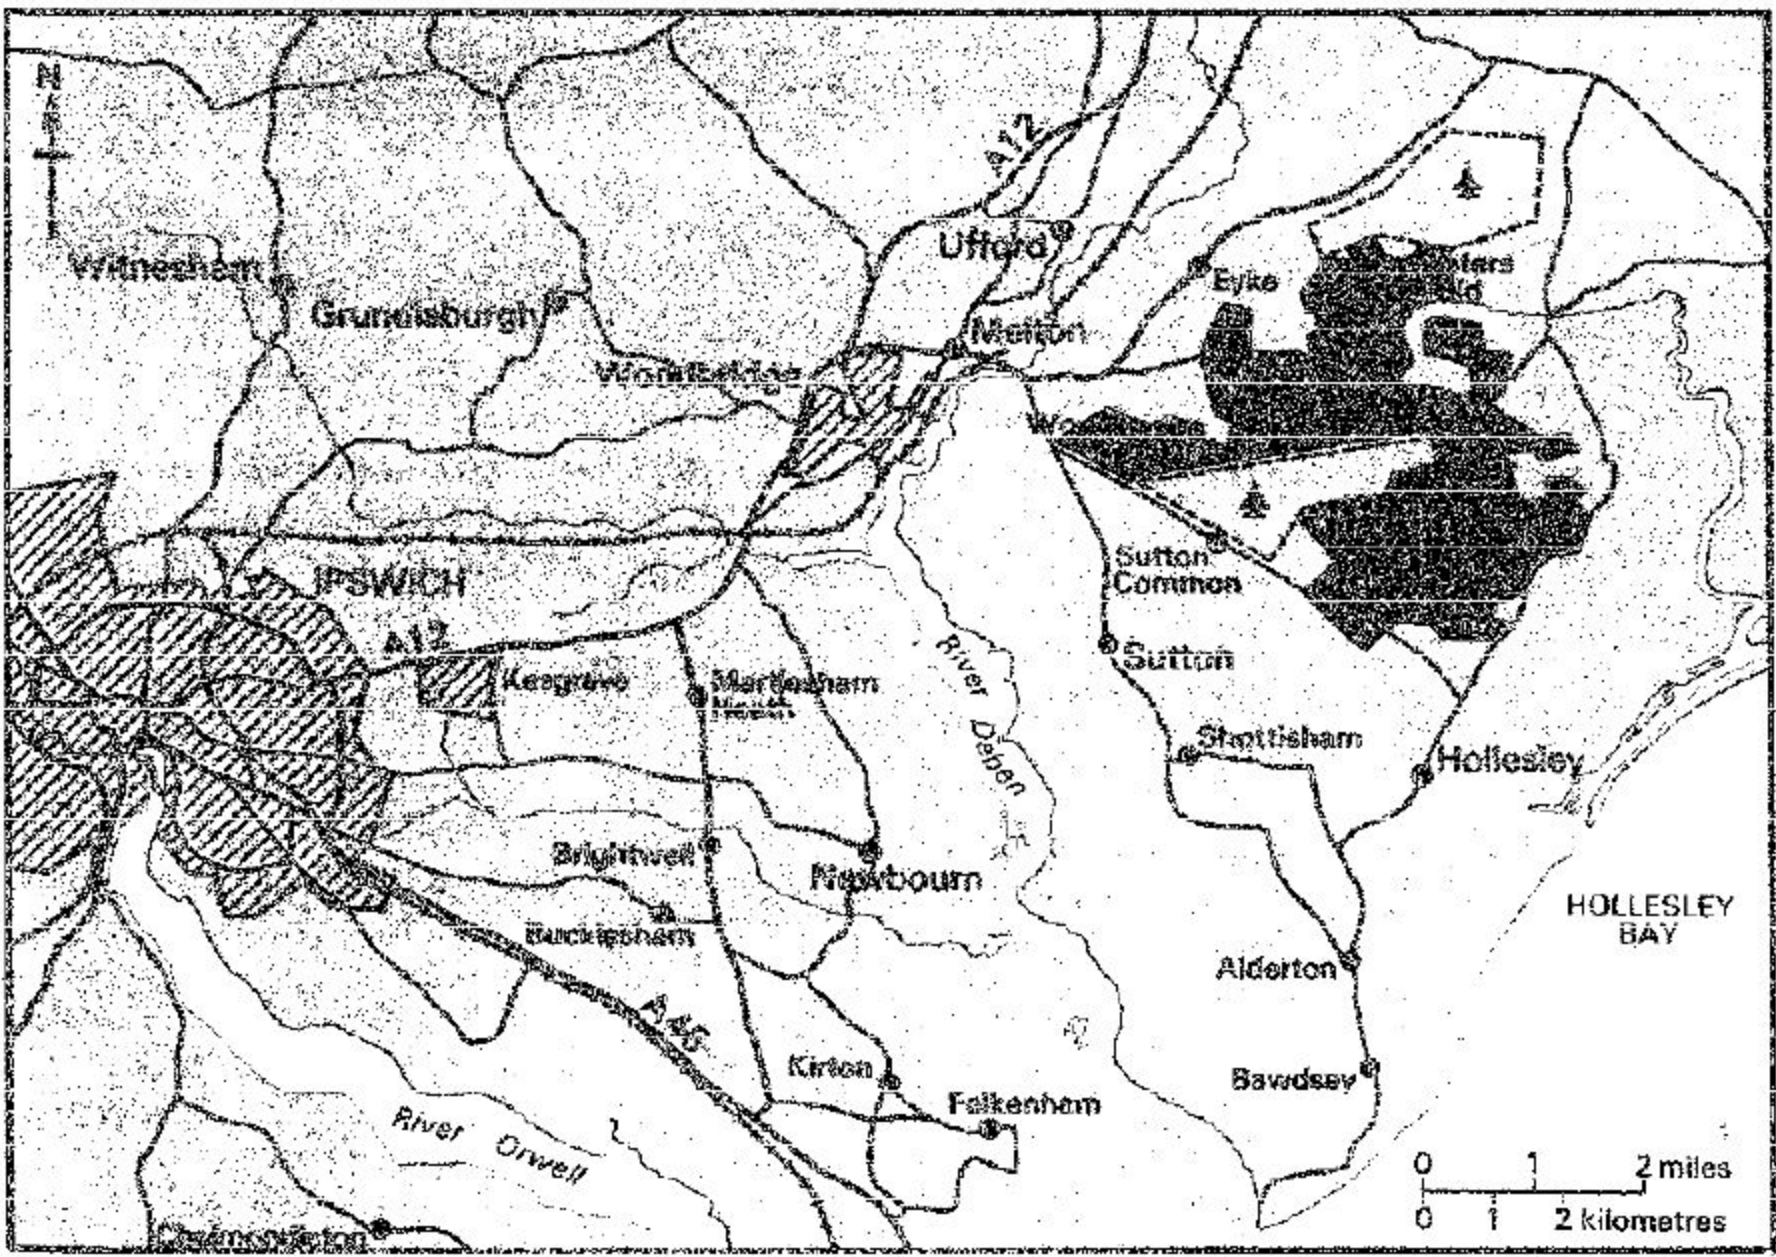 N
A12
Ufford
Witnesham
Eyke
Grundisburgh
Melton
Woodbridge
IPSWICH
Sutton
Common
A12
River Deben
Sutton
Kesgrave
Martlesham
Heath
Shottisham
Hollesley
Brightwell
Newbourn
HOLLESLEY
BAY
Bucklesham
Alderton
A45
Kirton
Bawdsey
Falkenham
River Orwell
0 1 2 miles
0 1 2 kilometres